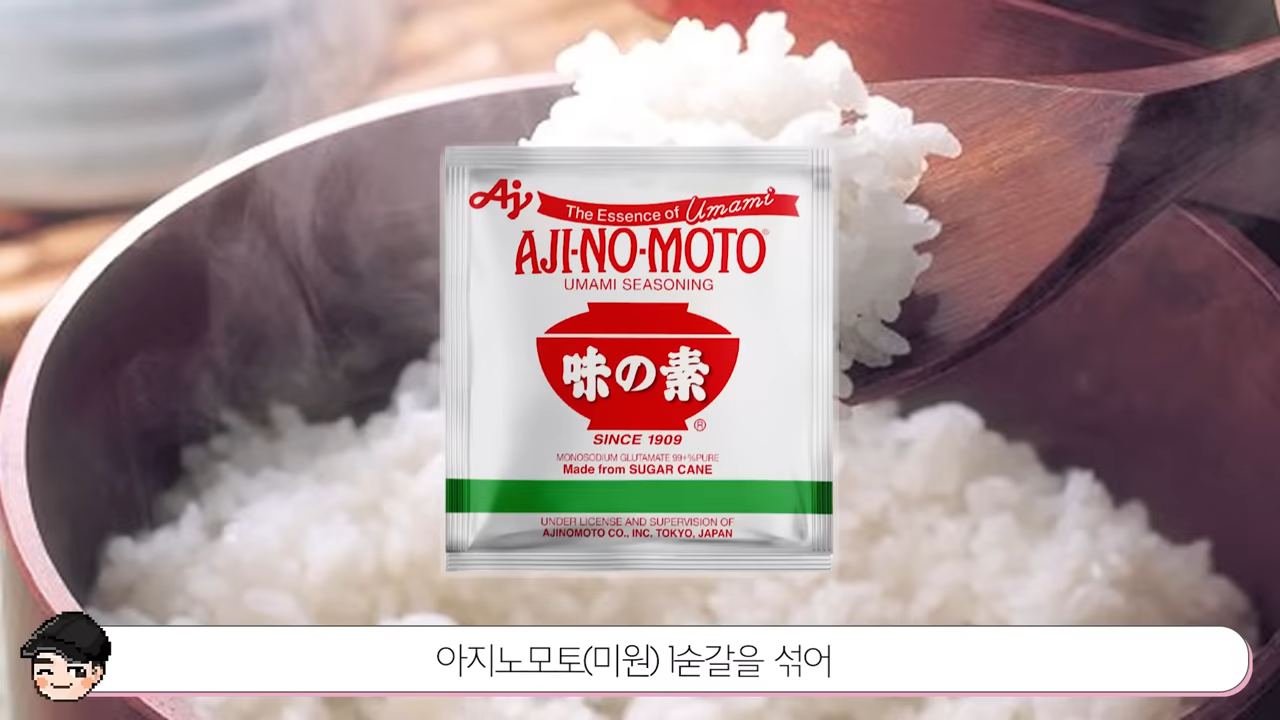 Aj
The Essence of Umami
AJI-NO-MOTO®
UMAMI SEASONING
味の素
®
SINCE 1909
MONOSODIUM GLUTAMATE 99+%PURE
Made from SUGAR CANE
UNDER LICENSE AND SUPERVISION OF
AJINOMOTO CO., INC. TOKYO, JAPAN
아지노모토(미원) 1숟갈을 섞어